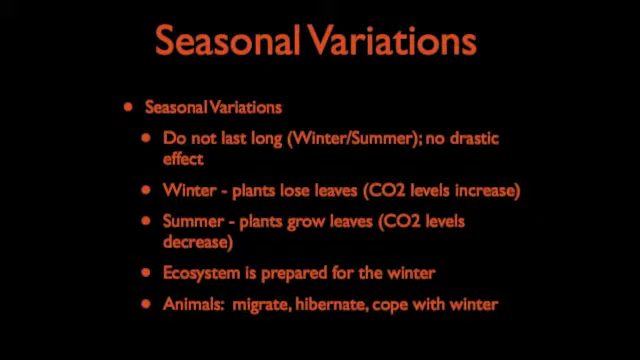 Seasonal Variations
• Seasonal Variations
• Do not last long (Winter/Summer); no drastic
effect
• Winter - plants lose leaves (CO2 levels increase)
• Summer - plants grow leaves (CO2 levels
decrease)
• Ecosystem is prepared for the winter
• Animals: migrate, hibernate, cope with winter